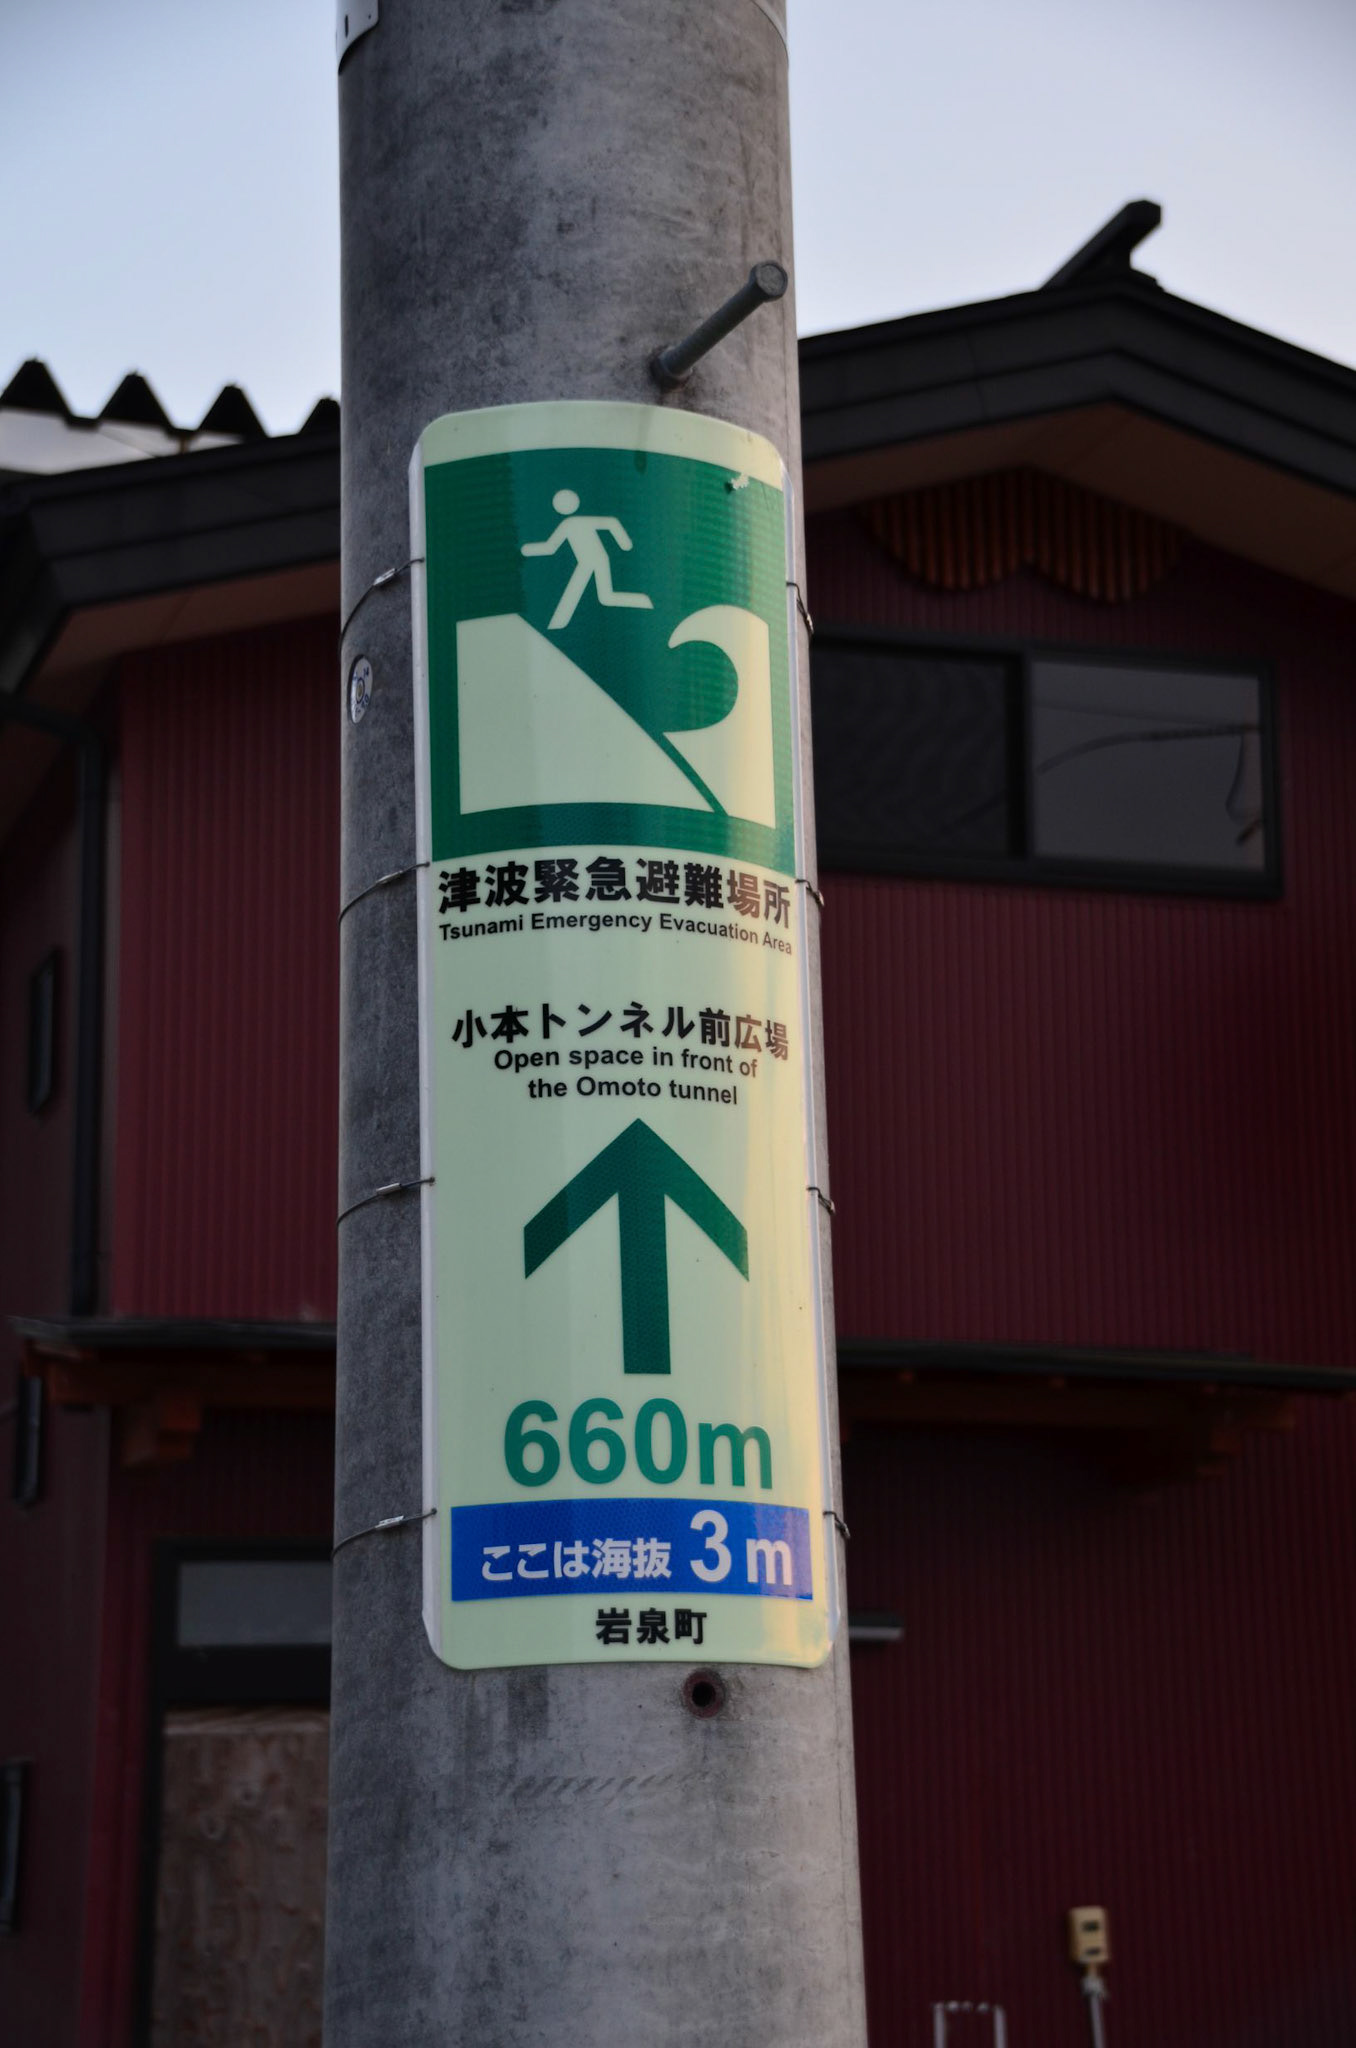 津波緊急避難場所
Tsunami Emergency Evacuation Area
小本トンネル前広場
Open space in front of
the Omoto tunnel
660m
ここは海抜 3m
岩泉町